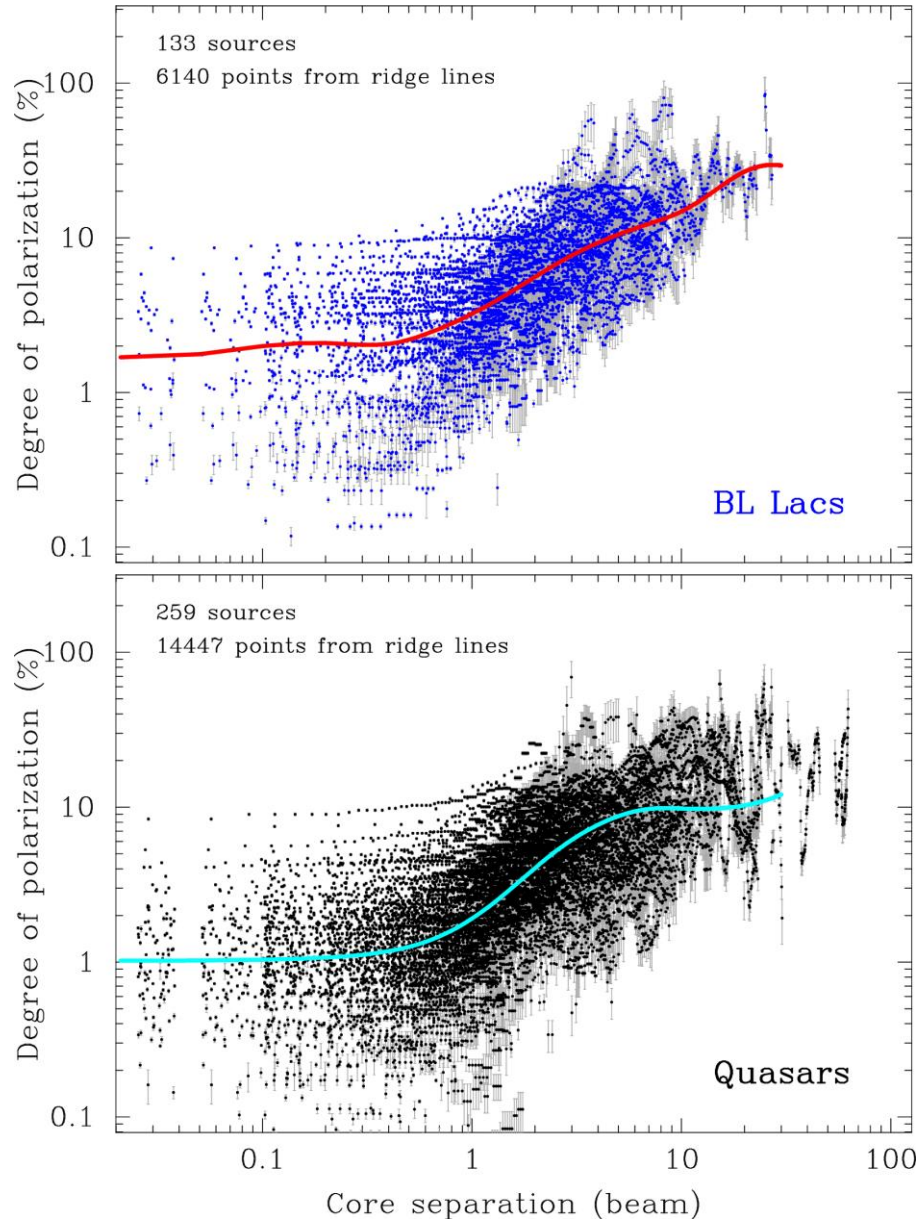 133 sources
6140 points from ridge lines
100
10
1
0.1
Degree of polarization (%)
BL Lacs
259 sources
14447 points from ridge lines
100
10
1
0.1
Degree of polarization (%)
Quasars
0.1 1 10 100
Core separation (beam)